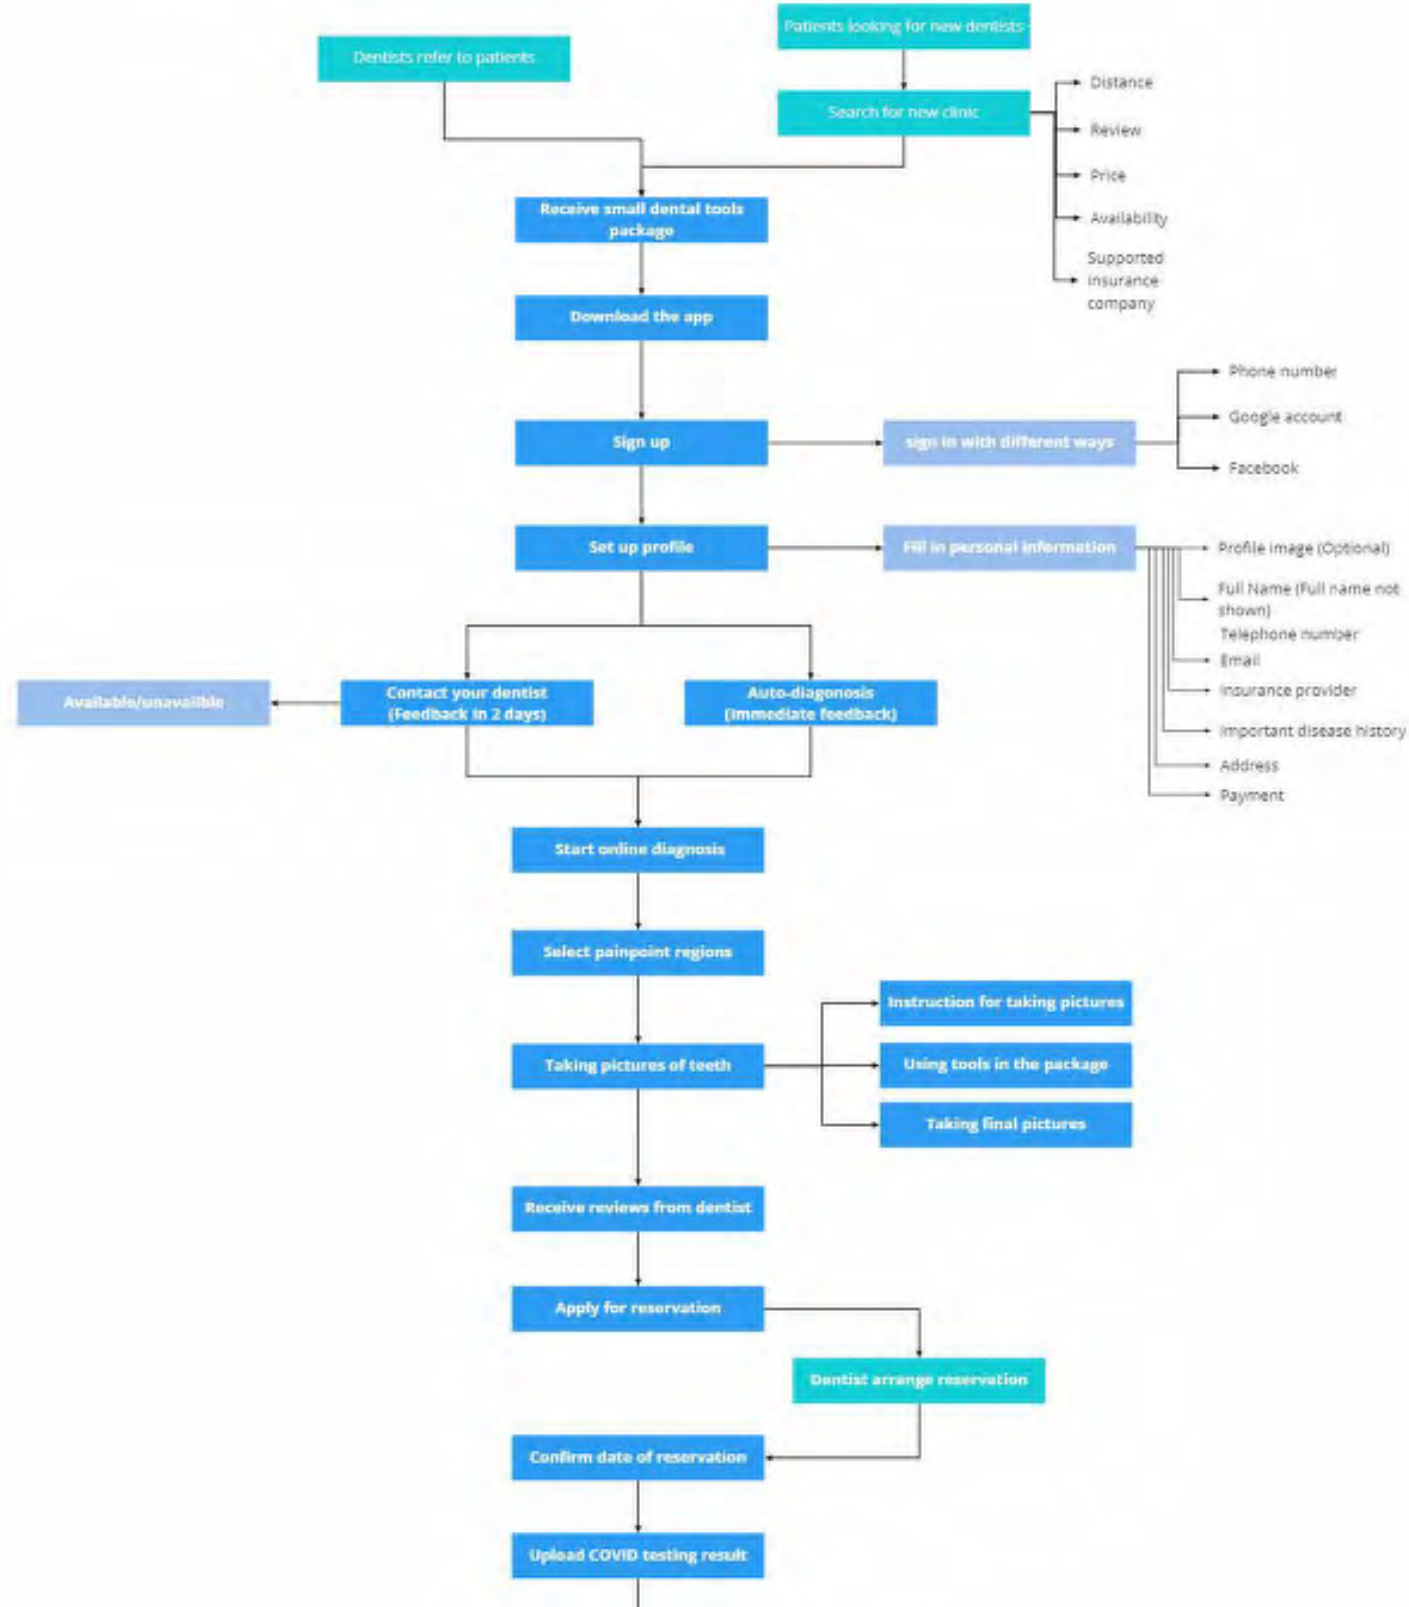 Patients looking for new dentists
Dentists refer to patients
Search for new clinic
Distance
Review
Price
Availability
Supported
insurance
company
Receive small dental tools
package
Download the app
Phone number
Google account
Facebook
Sign up
sign in with different ways
Set up profile
Fill in personal information
Profile image (Optional)
Full Name (Full name not
shown)
Telephone number
Email
Insurance provider
Important disease history
Address
Payment
Available/unavailble
Contact your dentist
(Feedback in 2 days)
Auto-diagonosis
(Immediate feedback)
Start online diagnosis
Select painpoint regions
Taking pictures of teeth
Instruction for taking pictures
Using tools in the package
Taking final pictures
Receive reviews from dentist
Apply for reservation
Dentist arrange reservation
Confirm date of reservation
Upload COVID testing result